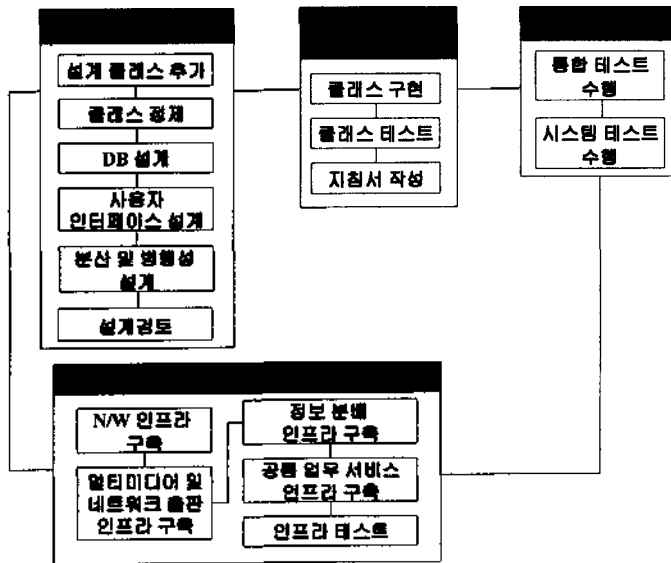 설계 클래스 추가
클래스 정제
DB 설계
사용자
인터페이스 설계
분산 및 병행성
설계
설계검토
클래스 구현
클래스 테스트
지침서 작성
통합 테스트
수행
시스템 테스트
수행
N/W 인프라
구축
멀티미디어 및
네트워크 출판
인프라 구축
정보 분배
인프라 구축
공통 업무 서비스
인프라 구축
인프라 테스트